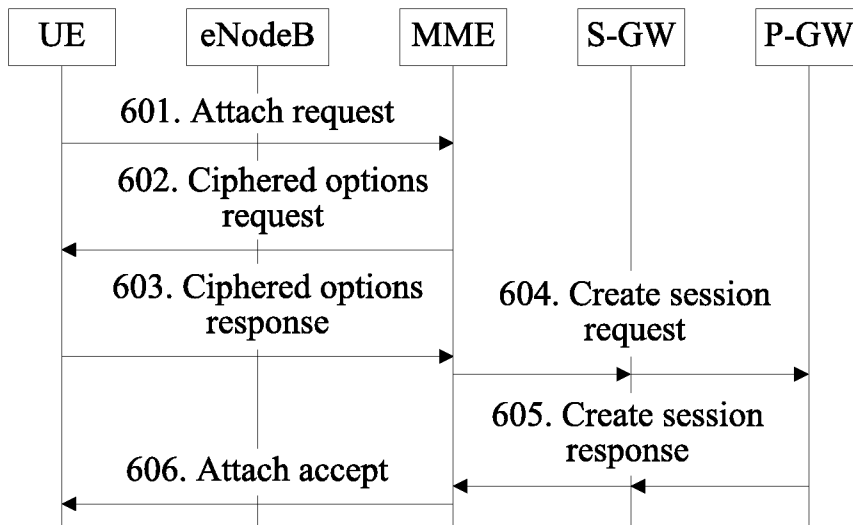 UE
eNodeB
MME
S-GW
P-GW
601. Attach request
602. Ciphered options
request
603. Ciphered options
response
604. Create session
request
605. Create session
response
606. Attach accept